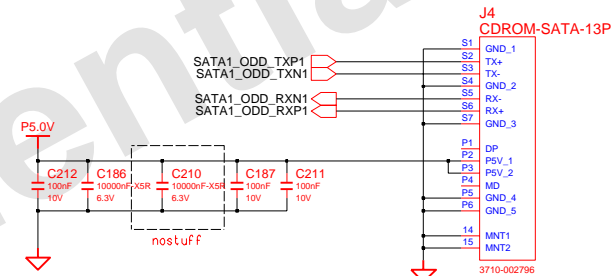 J4
CDROM-SATA-13P
S1 GND_1
SATA1_ODD_TXP1 S2 TX+
SATA1_ODD_TXN1 S3 TX-
S4 GND_2
SATA1_ODD_RXN1 S5 RX-
SATA1_ODD_RXP1 S6 RX+
S7 GND_3
P5.0V
P1 DP
P2 P5V_1
P3 P5V_2
P4 MD
P5 GND_4
P6 GND_5
14 MNT1
15 MNT2
3710-002796
C212 C186 C210 C187 C211
100nF 10000nF-X5R 10000nF-X5R 100nF 100nF
10V 6.3V 6.3V 10V 10V
nostuff